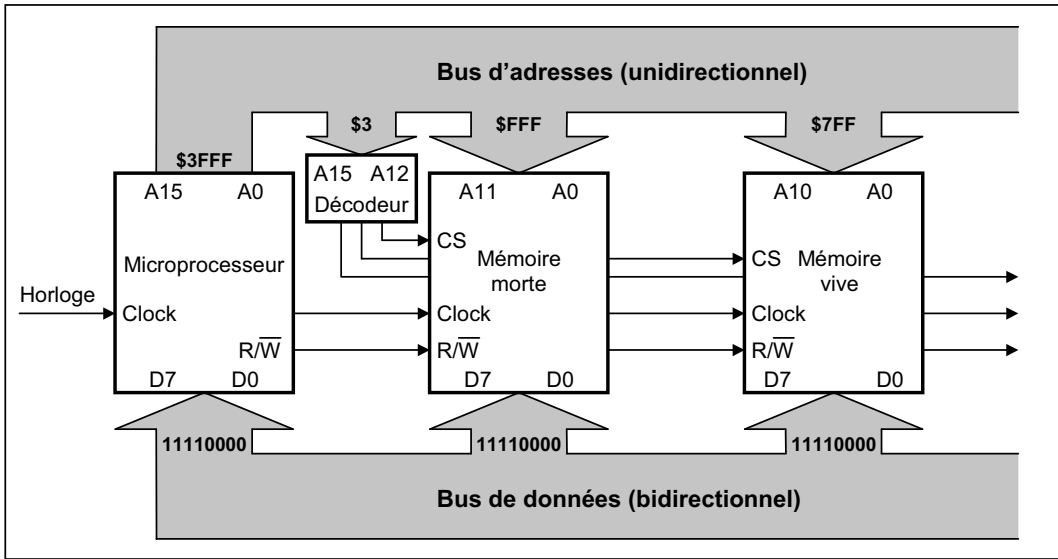 Bus d'adresses (unidirectionnel)
$3FFF
$3
$FFF
$7FF
A15 A0
Microprocesseur
Horloge
Clock
R/W̅
D7 D0
A15 A12
Décodeur
A11 A0
CS
Mémoire
morte
Clock
R/W̅
D7 D0
A10 A0
CS
Mémoire
vive
Clock
R/W̅
D7 D0
11110000
11110000
11110000
Bus de données (bidirectionnel)